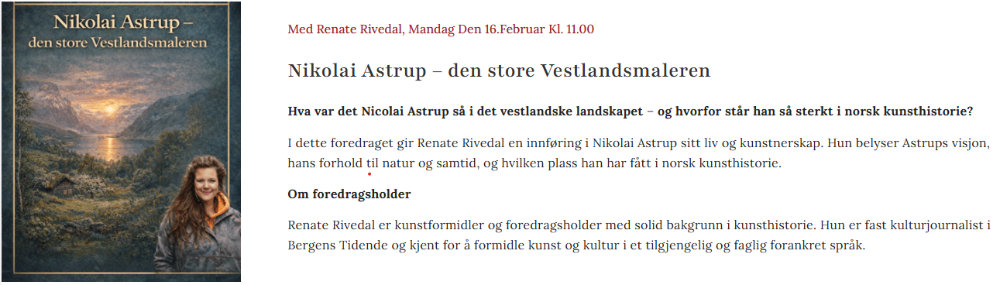 Nikolai Astrup –
den store Vestlandsmaleren
Med Renate Rivedal, Mandag Den 16.Februar Kl. 11.00
Nikolai Astrup – den store Vestlandsmaleren
Hva var det Nicolai Astrup så i det vestlandske landskapet – og hvorfor står han så sterkt i norsk kunsthistorie?
I dette foredraget gir Renate Rivedal en innføring i Nikolai Astrup sitt liv og kunstnerskap. Hun belyser Astrups visjon,
hans forhold til natur og samtid, og hvilken plass han har fått i norsk kunsthistorie.
Om foredragsholder
Renate Rivedal er kunstformidler og foredragsholder med solid bakgrunn i kunsthistorie. Hun er fast kulturjournalist i
Bergens Tidende og kjent for å formidle kunst og kultur i et tilgjengelig og faglig forankret språk.